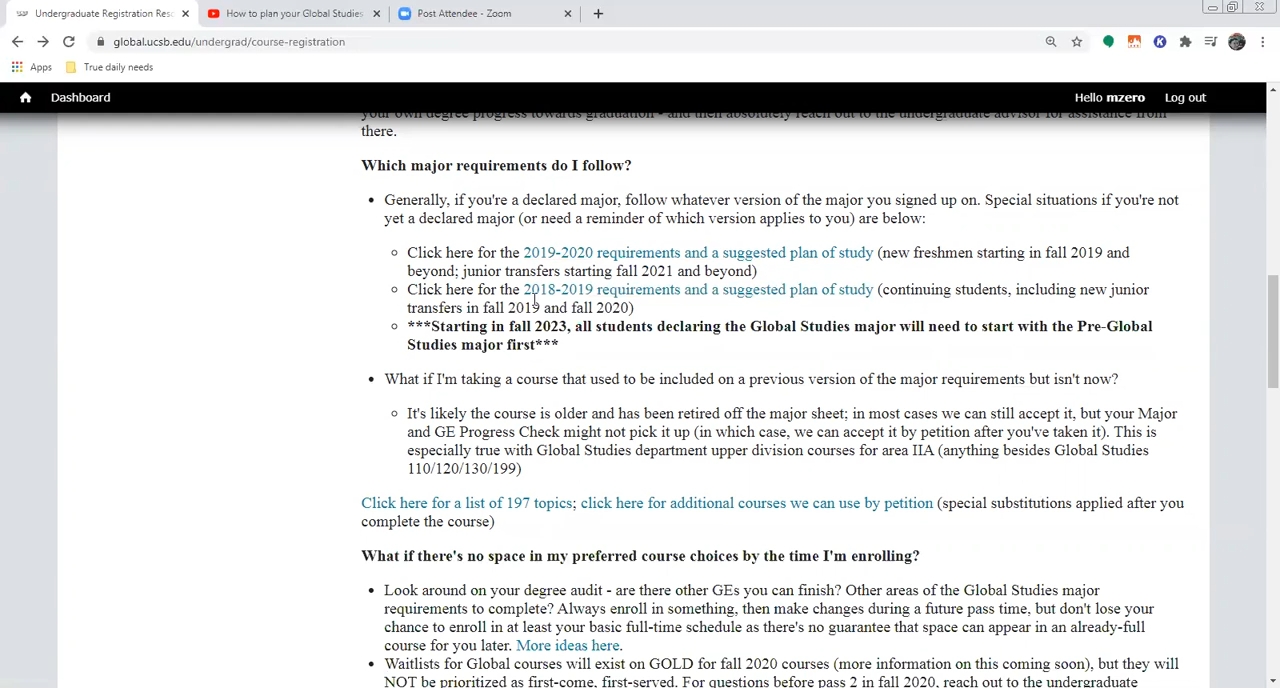 Undergraduate Registration Reso
How to plan your Global Studies
Post Attendee - Zoom
global.ucsb.edu/undergrad/course-registration
Apps
True daily needs
Dashboard
Hello mzero
Log out
your own degree progress towards graduation - and then absolutely reach out to the undergraduate advisor for assistance from
there.
Which major requirements do I follow?
Generally, if you're a declared major, follow whatever version of the major you signed up on. Special situations if you're not
yet a declared major (or need a reminder of which version applies to you) are below:
Click here for the 2019-2020 requirements and a suggested plan of study (new freshmen starting in fall 2019 and
beyond; junior transfers starting fall 2021 and beyond)
Click here for the 2018-2019 requirements and a suggested plan of study (continuing students, including new junior
transfers in fall 2019 and fall 2020)
***Starting in fall 2023, all students declaring the Global Studies major will need to start with the Pre-Global
Studies major first***
What if I'm taking a course that used to be included on a previous version of the major requirements but isn't now?
It's likely the course is older and has been retired off the major sheet; in most cases we can still accept it, but your Major
and GE Progress Check might not pick it up (in which case, we can accept it by petition after you've taken it). This is
especially true with Global Studies department upper division courses for area IIA (anything besides Global Studies
110/120/130/199)
Click here for a list of 197 topics; click here for additional courses we can use by petition (special substitutions applied after you
complete the course)
What if there's no space in my preferred course choices by the time I'm enrolling?
Look around on your degree audit - are there other GEs you can finish? Other areas of the Global Studies major
requirements to complete? Always enroll in something, then make changes during a future pass time, but don't lose your
chance to enroll in at least your basic full-time schedule as there's no guarantee that space can appear in an already-full
course for you later. More ideas here.
Waitlists for Global courses will exist on GOLD for fall 2020 courses (more information on this coming soon), but they will
NOT be prioritized as first-come, first-served. For questions before pass 2 in fall 2020, reach out to the undergraduate